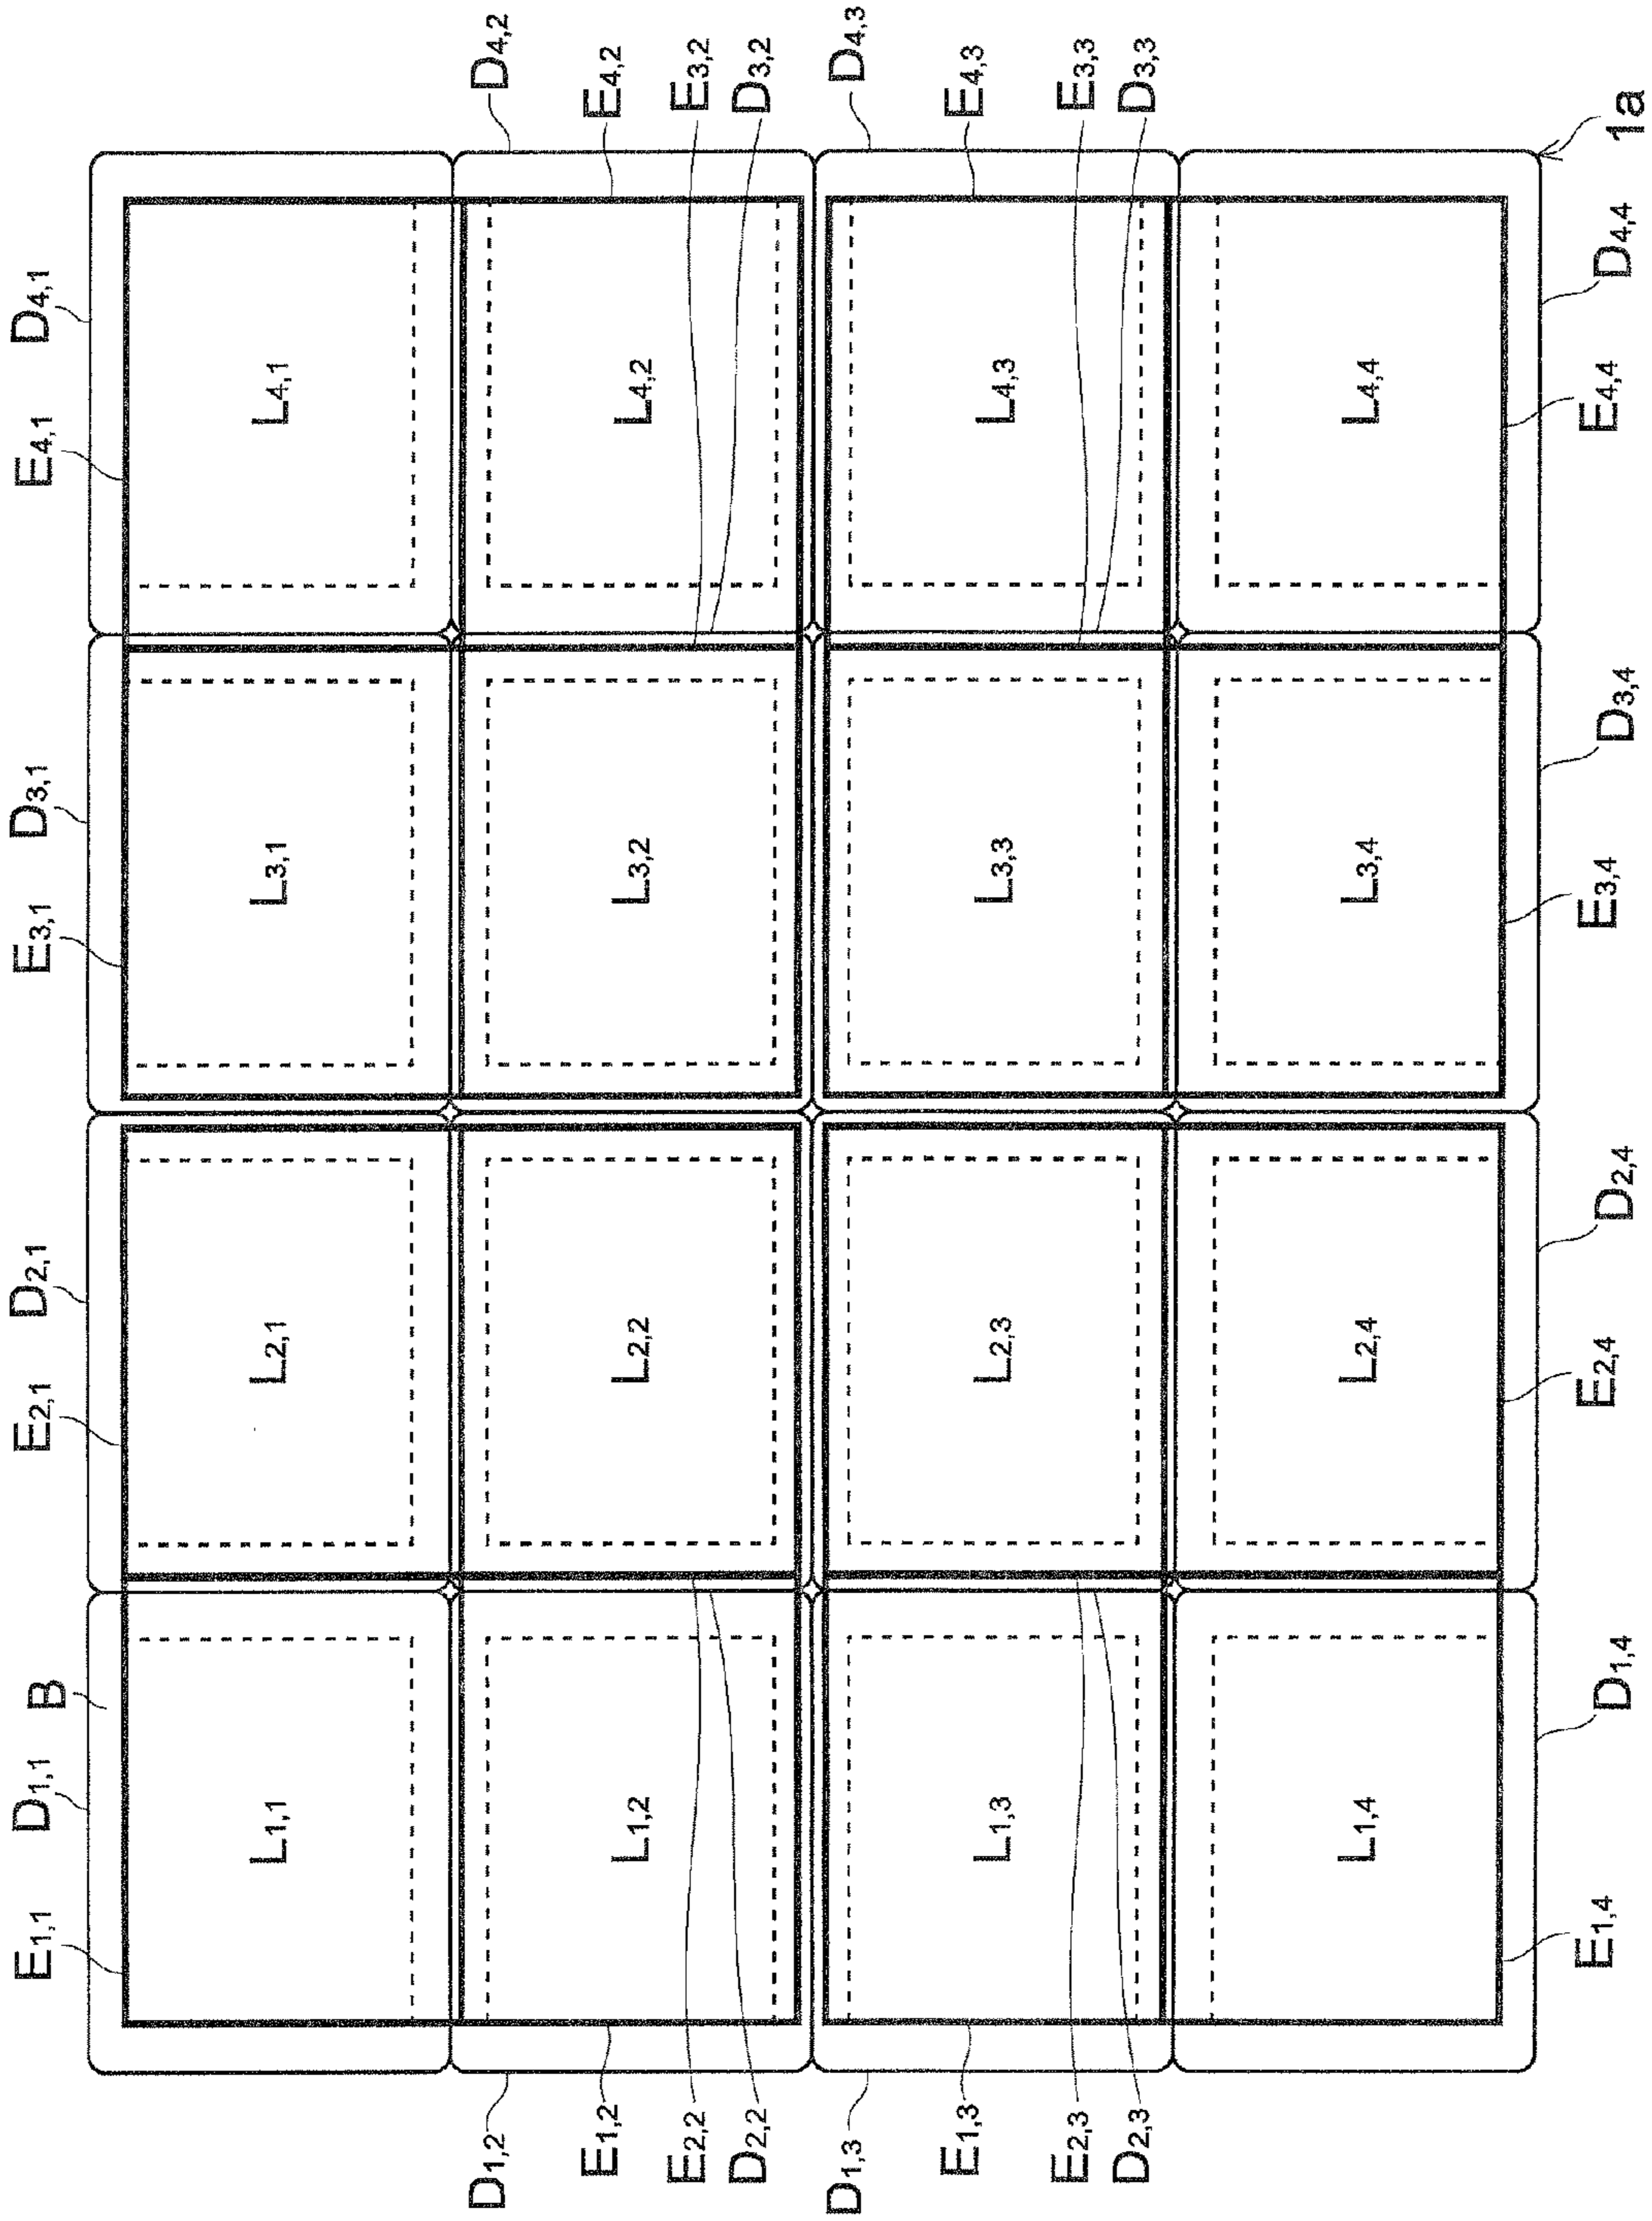 E1,1 D1,1 B E2,1 D2,1 E3,1 D3,1 E4,1 D4,1
L1,1 L2,1 L3,1 L4,1
D1,2 D4,2
E1,2 E4,2
L1,2 L2,2 L3,2 L4,2
E2,2 E3,2
D2,2 D3,2
D1,3 D4,3
E1,3 E4,3
L1,3 L2,3 L3,3 L4,3
E2,3 E3,3
D2,3 D3,3
L1,4 L2,4 L3,4 L4,4
E1,4 D1,4 E2,4 D2,4 E3,4 D3,4 E4,4 D4,4
1a